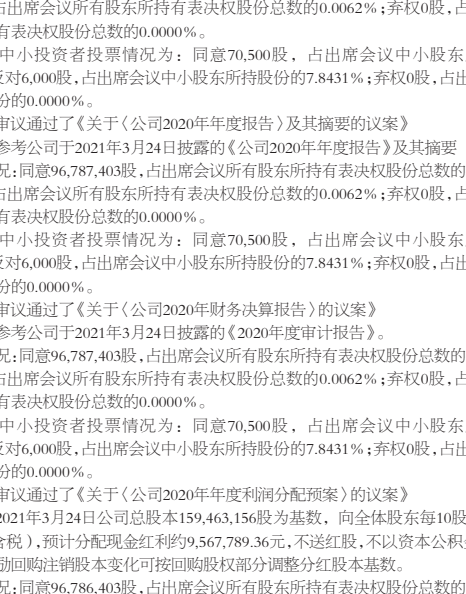 占出席会议所有股东所持有表决权股份总数的0.0062%；弃权0股，占
有表决权股份总数的0.0000%。
中小投资者投票情况为：同意70,500股，占出席会议中小股东
反对6,000股，占出席会议中小股东所持股份的7.8431%；弃权0股，占出
份的0.0000%。
审议通过了《关于〈公司2020年年度报告〉及其摘要的议案》
参考公司于2021年3月24日披露的《公司2020年年度报告》及其摘要
况：同意96,787,403股，占出席会议所有股东所持有表决权股份总数的
占出席会议所有股东所持有表决权股份总数的0.0062%；弃权0股，占
有表决权股份总数的0.0000%。
中小投资者投票情况为：同意70,500股，占出席会议中小股东
反对6,000股，占出席会议中小股东所持股份的7.8431%；弃权0股，占出
份的0.0000%。
审议通过了《关于〈公司2020年财务决算报告〉的议案》
参考公司于2021年3月24日披露的《2020年度审计报告》。
况：同意96,787,403股，占出席会议所有股东所持有表决权股份总数的
占出席会议所有股东所持有表决权股份总数的0.0062%；弃权0股，占
有表决权股份总数的0.0000%。
中小投资者投票情况为：同意70,500股，占出席会议中小股东
反对6,000股，占出席会议中小股东所持股份的7.8431%；弃权0股，占出
份的0.0000%。
审议通过了《关于〈公司2020年年度利润分配预案〉的议案》
2021年3月24日公司总股本159,463,156股为基数，向全体股东每10股
含税），预计分配现金红利约9,567,789.36元，不送红股，不以资本公积
动回购注销股本变化可按回购股权部分调整分红股本基数。
况：同意96,786,403股，占出席会议所有股东所持有表决权股份总数的